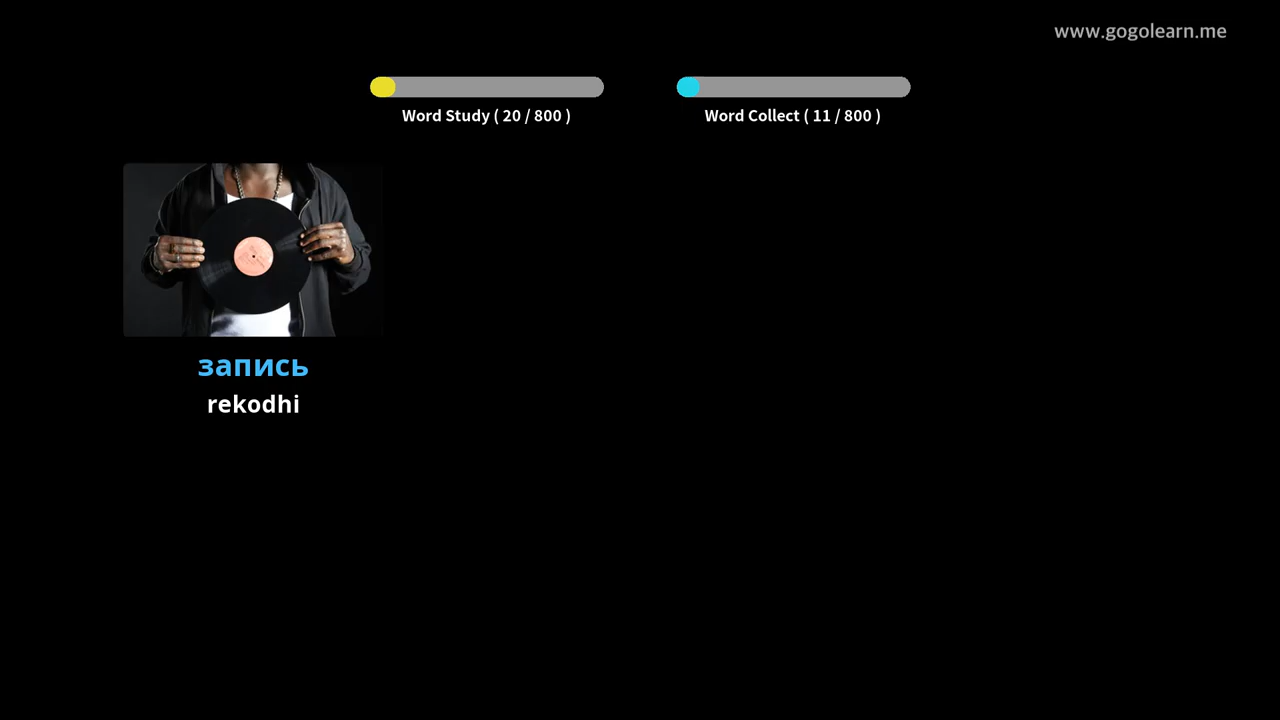 www.gogolearn.me
Word Study ( 20 / 800 )
Word Collect ( 11 / 800 )
запись
rekodhi